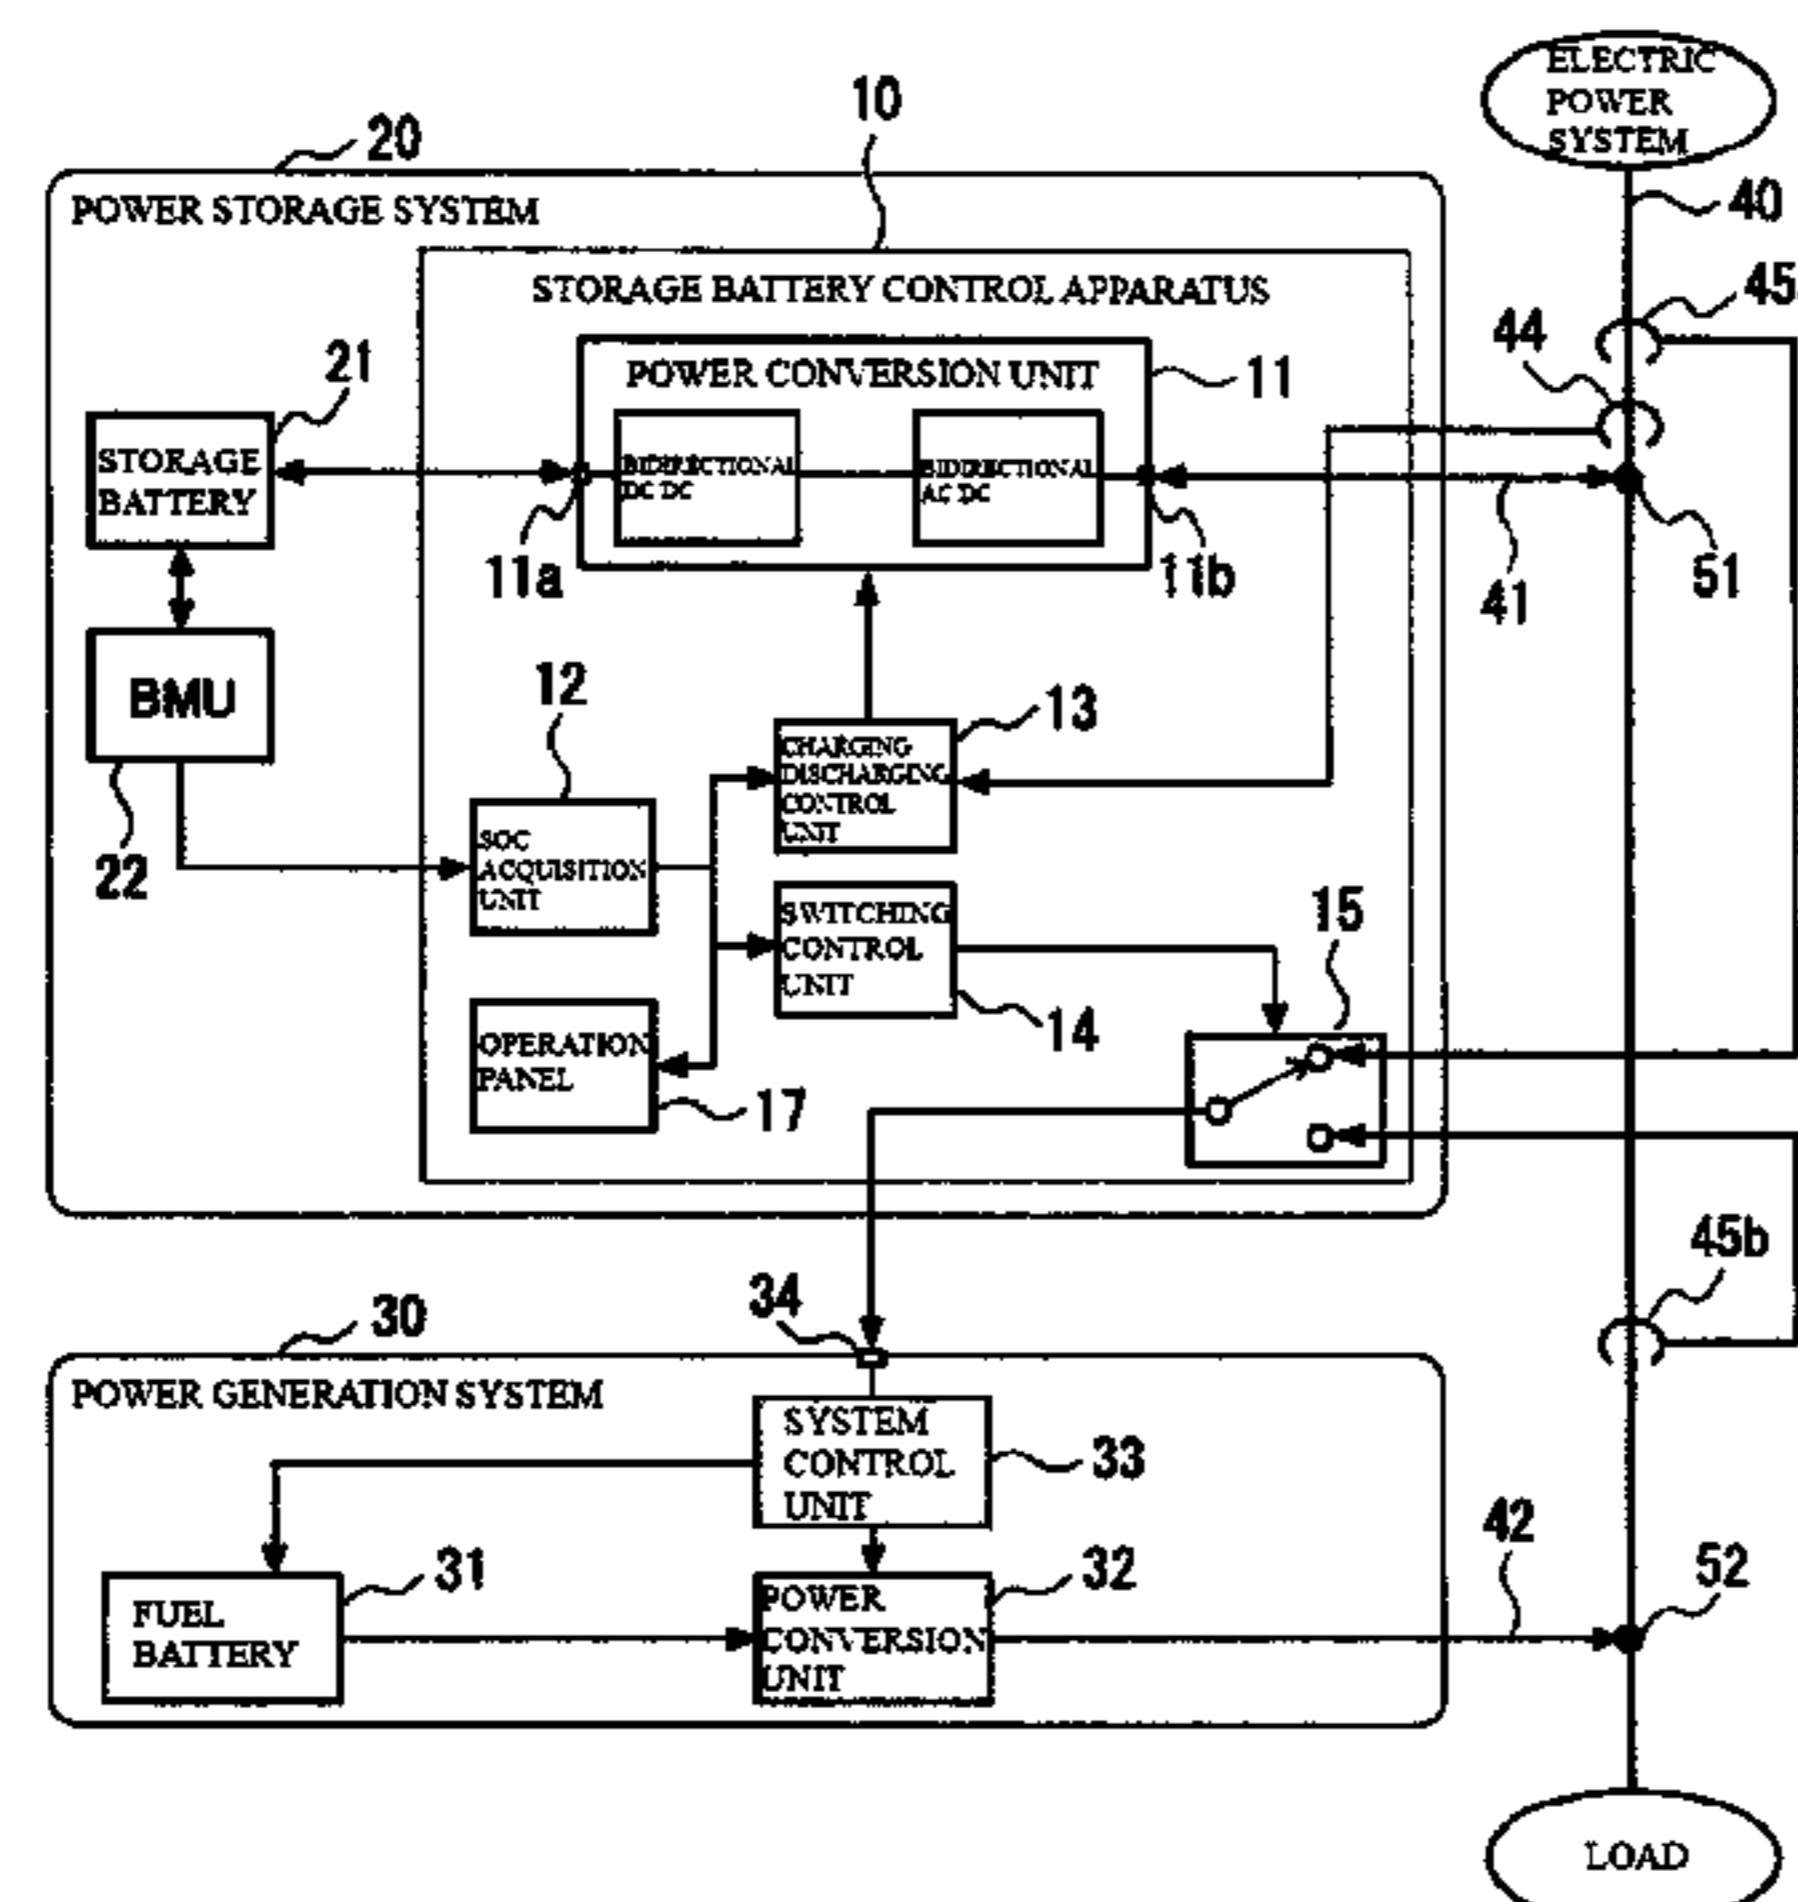 ELECTRIC
POWER
SYSTEM
10
20
POWER STORAGE SYSTEM
40
STORAGE BATTERY CONTROL APPARATUS
45
44
21
POWER CONVERSION UNIT
11
STORAGE
BATTERY
BIDIRECTIONAL
DC DC
BIDIRECTIONAL
AC DC
11a
11b
41
51
BMU
12
13
CHARGING
DISCHARGING
CONTROL
UNIT
22
SOC
ACQUISITION
UNIT
SWITCHING
CONTROL
UNIT
15
14
OPERATION
PANEL
17
45b
34
30
POWER GENERATION SYSTEM
SYSTEM
CONTROL
UNIT
33
42
31
32
52
FUEL
BATTERY
POWER
CONVERSION
UNIT
LOAD